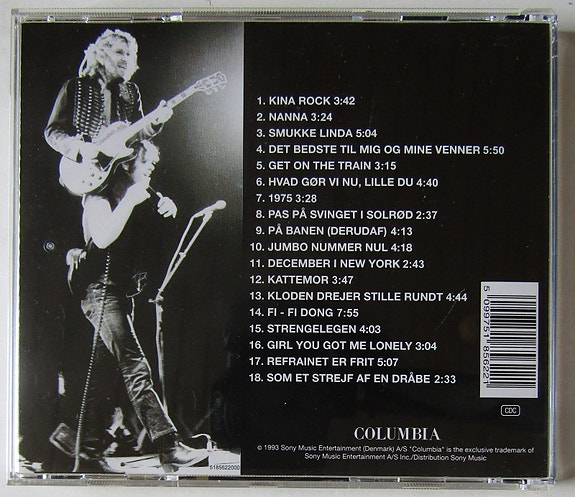 1. KINA ROCK 3:42
2. NANNA 3:24
3. SMUKKE LINDA 5:04
4. DET BEDSTE TIL MIG OG MINE VENNER 5:50
5. GET ON THE TRAIN 3:15
6. HVAD GØR VI NU, LILLE DU 4:40
7. 1975 3:28
8. PAS PÅ SVINGET I SOLRØD 2:37
9. PÅ BANEN (DERUDAF) 4:13
10. JUMBO NUMMER NUL 4:18
11. DECEMBER I NEW YORK 2:43
12. KATTEMOR 3:47
13. KLODEN DREJER STILLE RUNDT 4:44
14. FI - FI DONG 7:55
15. STRENGELEGEN 4:03
16. GIRL YOU GOT ME LONELY 3:04
17. REFRAINET ER FRIT 5:07
18. SOM ET STREJF AF EN DRÅBE 2:33
5 099751 856221
CDC
COLUMBIA
© 1993 Sony Music Entertainment (Denmark) A/S "Columbia" is the exclusive trademark of
Sony Music Entertainment A/S Inc./Distribution Sony Music
5185622000